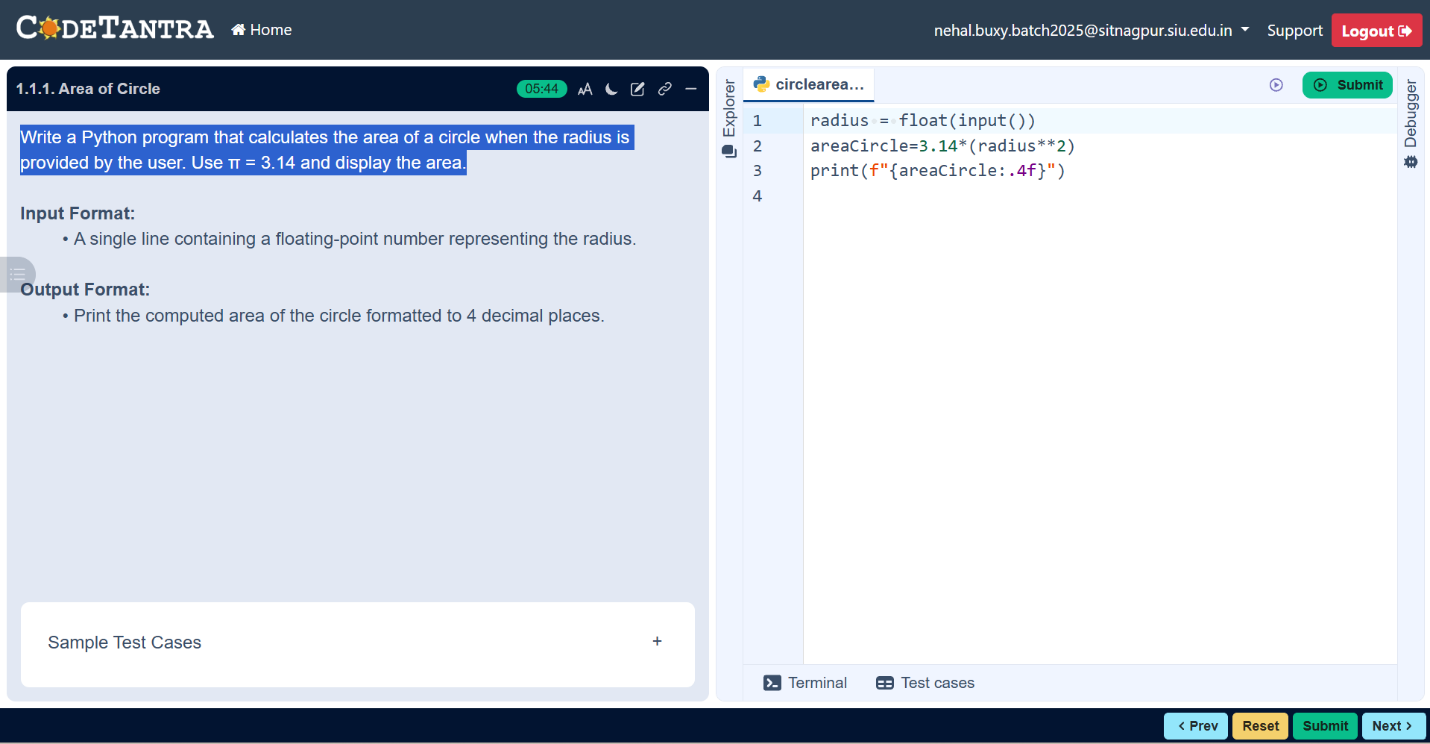 CODETANTRA Home nehal.buxy.batch2025@sitnagpur.siu.edu.in Support Logout
1.1.1. Area of Circle 05:44 AA
Write a Python program that calculates the area of a circle when the radius is
provided by the user. Use π = 3.14 and display the area.
Input Format:
• A single line containing a floating-point number representing the radius.
Output Format:
• Print the computed area of the circle formatted to 4 decimal places.
Sample Test Cases +
Explorer
circlearea... Submit
1 radius = float(input())
2 areaCircle=3.14*(radius**2)
3 print(f"{areaCircle:.4f}")
4
Debugger
Terminal Test cases
< Prev Reset Submit Next >